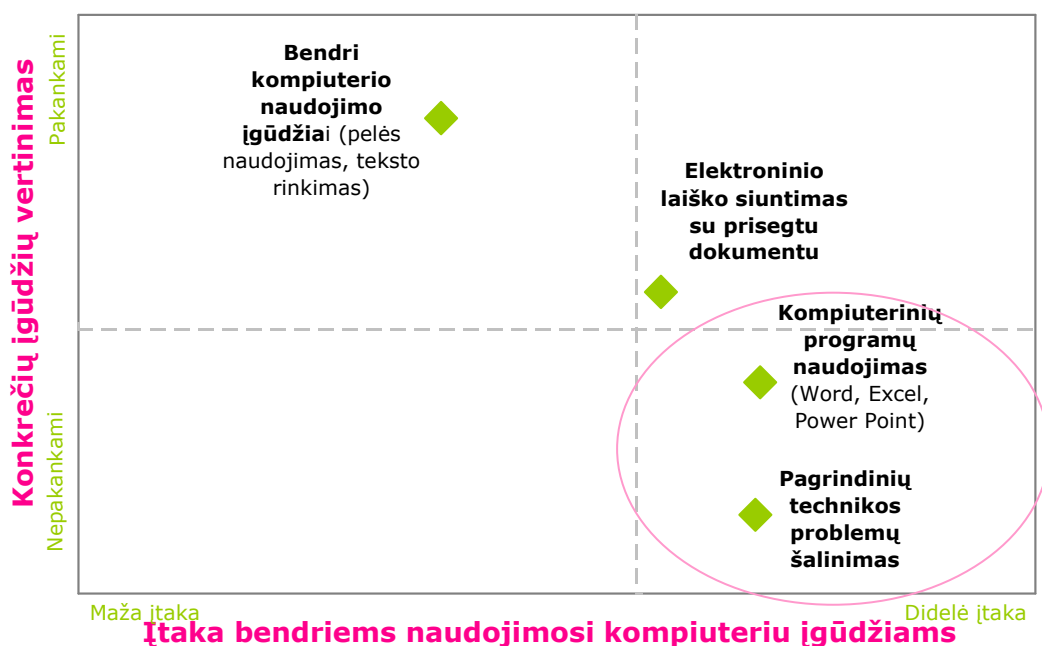 Konkrečių įgūdžių vertinimas
Pakankami
Nepakankami
Bendri
kompiuterio
naudojimo
įgūdžiai (pelės
naudojimas, teksto
rinkimas)
Elektroninio
laiško siuntimas
su prisegtu
dokumentu
Kompiuterinių
programų
naudojimas
(Word, Excel,
Power Point)
Pagrindinių
technikos
problemų
šalinimas
Maža įtaka
Didelė įtaka
Įtaka bendriems naudojimosi kompiuteriu įgūdžiams